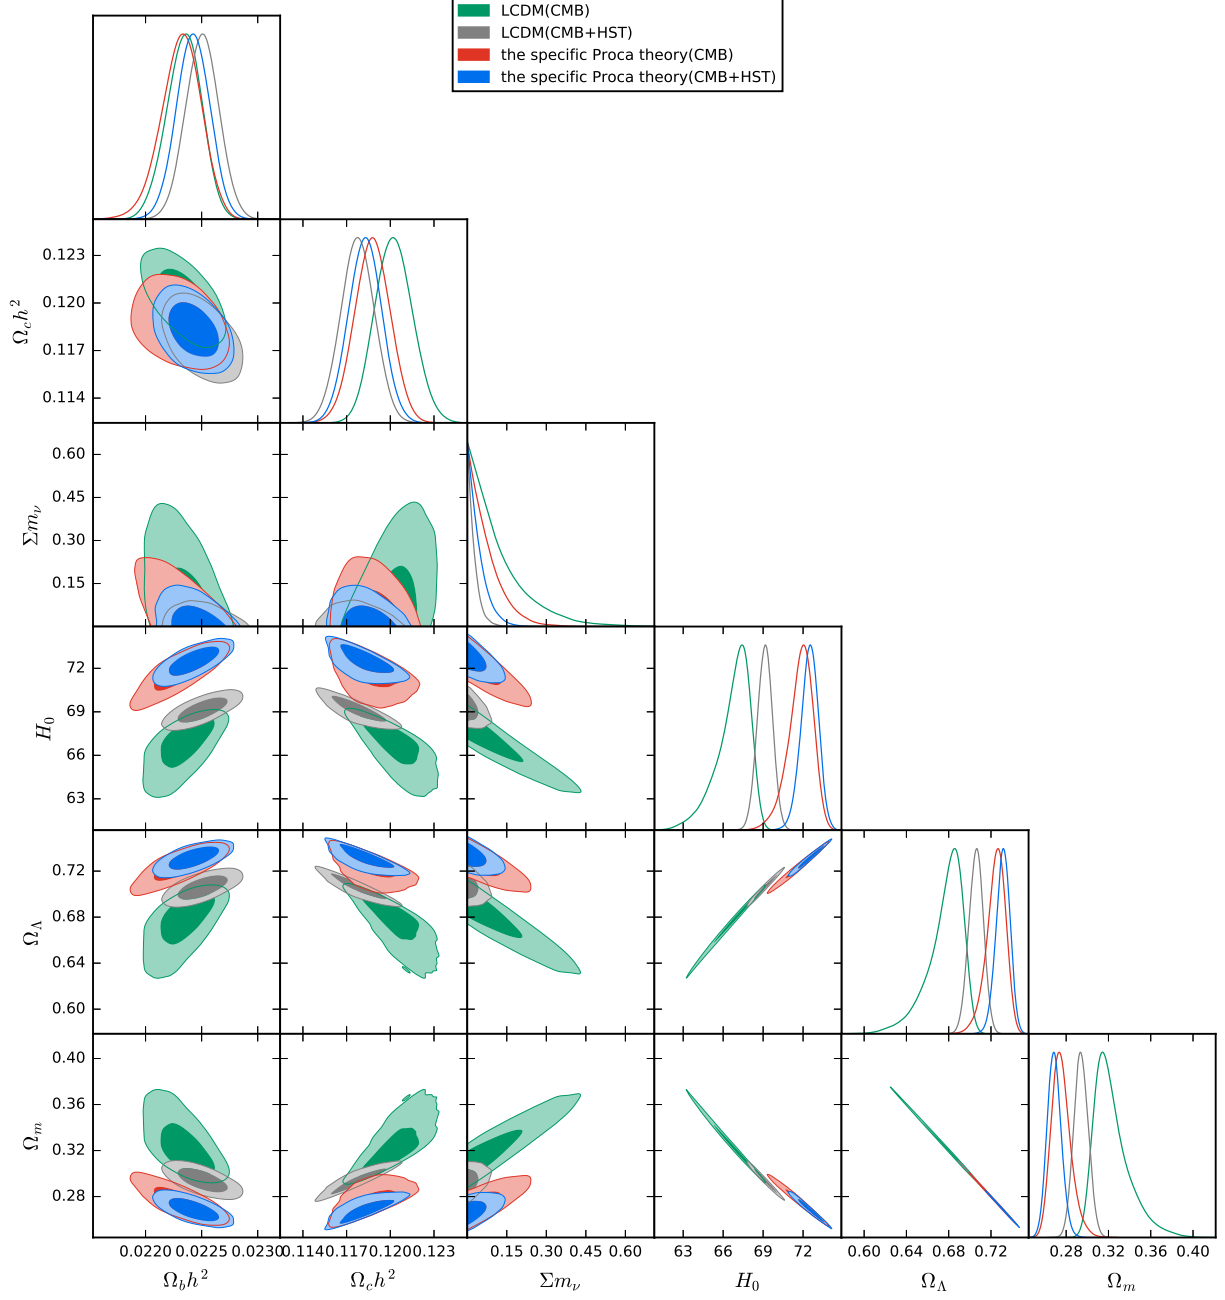 LCDM(CMB)
LCDM(CMB+HST)
the specific Proca theory(CMB)
the specific Proca theory(CMB+HST)
0.123
0.120
0.117
0.114
Ω_c h²
0.60
0.45
0.30
0.15
Σm_ν
72
69
66
63
H₀
0.72
0.68
0.64
0.60
Ω_Λ
0.40
0.36
0.32
0.28
Ω_m
0.0220 0.0225 0.0230
0.114 0.117 0.120 0.123
0.15 0.30 0.45 0.60
63 66 69 72
0.60 0.64 0.68 0.72
0.28 0.32 0.36 0.40
Ω_b h² Ω_c h² Σm_ν H₀ Ω_Λ Ω_m